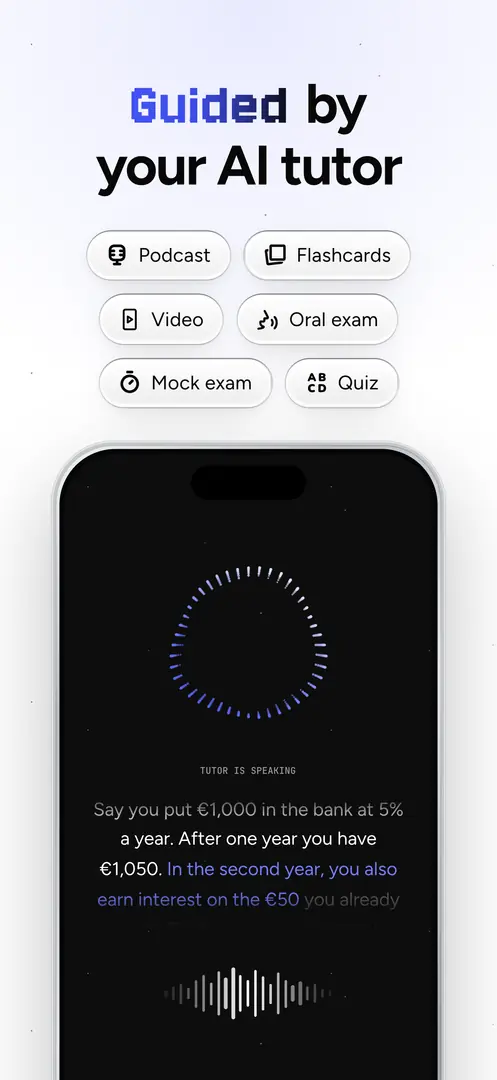 Guided by
your AI tutor
Podcast
Flashcards
Video
Oral exam
Mock exam
AB
CD
Quiz
TUTOR IS SPEAKING
Say you put €1,000 in the bank at 5%
a year. After one year you have
€1,050. In the second year, you also
earn interest on the €50 you already